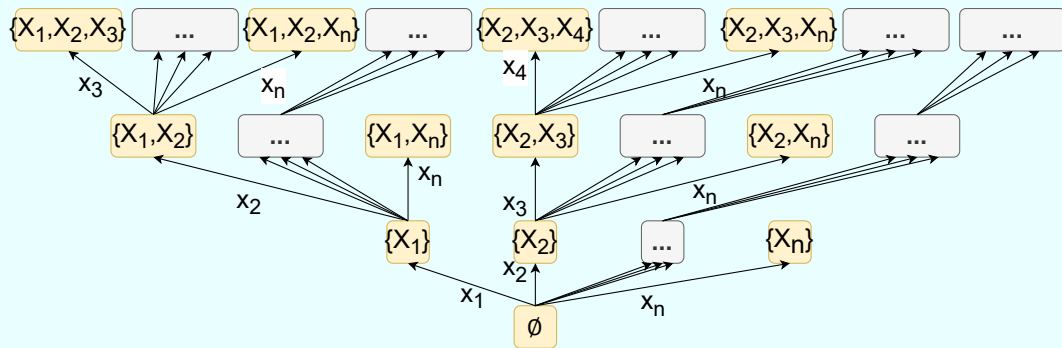 {X₁,X₂,X₃} ... {X₁,X₂,Xₙ} ... {X₂,X₃,X₄} ... {X₂,X₃,Xₙ} ... ...
x₃ xₙ x₄ xₙ
{X₁,X₂} ... {X₁,Xₙ} {X₂,X₃} ... {X₂,Xₙ} ...
x₂ xₙ x₃ xₙ
{X₁} {X₂} ... {Xₙ}
x₁ x₂ xₙ
∅